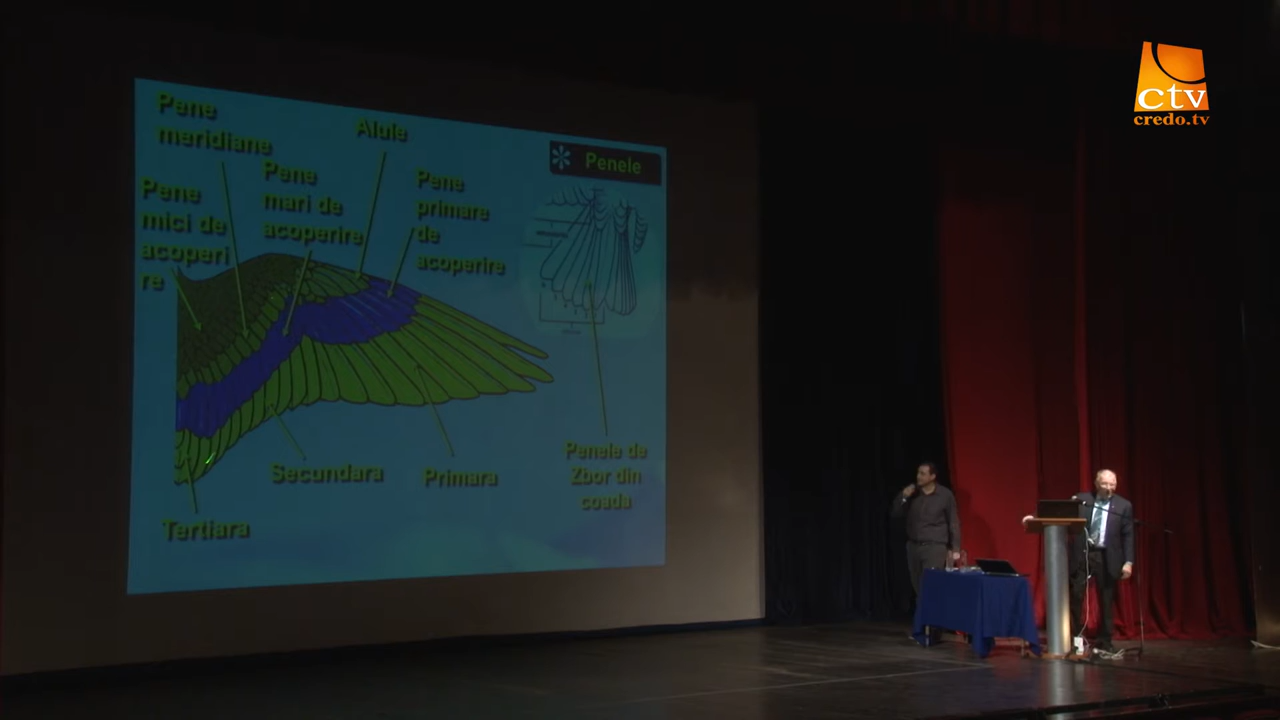 Pene
meridiane
Alule
Penele
Pene
mici de
acoperi
re
Pene
mari de
acoperire
Pene
primare
de
acoperire
Secundara
Primara
Penele de
Zbor din
coada
Tertiara
ctv
credo.tv